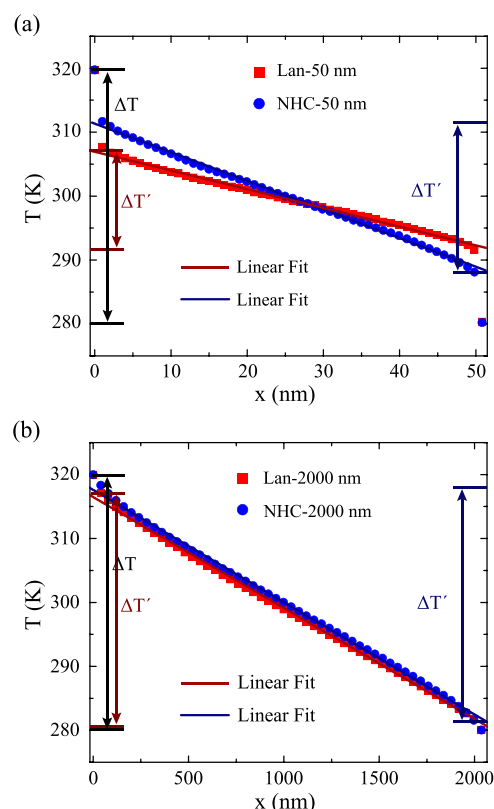 (a)
320
310
300
290
280
T (K)
Lan-50 nm
NHC-50 nm
ΔT
ΔT′
ΔT′
Linear Fit
Linear Fit
0 10 20 30 40 50
x (nm)
(b)
320
310
300
290
280
T (K)
Lan-2000 nm
NHC-2000 nm
ΔT
ΔT′
ΔT′
Linear Fit
Linear Fit
0 500 1000 1500 2000
x (nm)